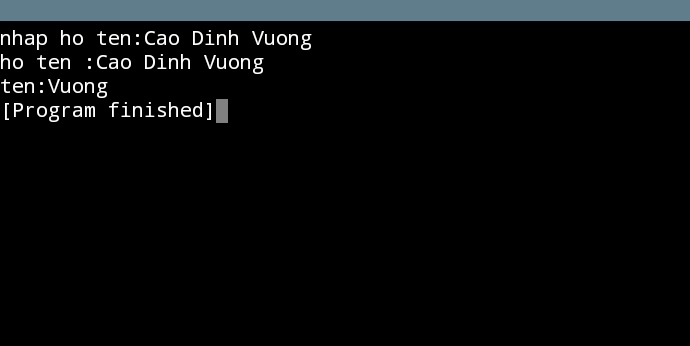 nhap ho ten:Cao Dinh Vuong
ho ten :Cao Dinh Vuong
ten:Vuong
[Program finished]